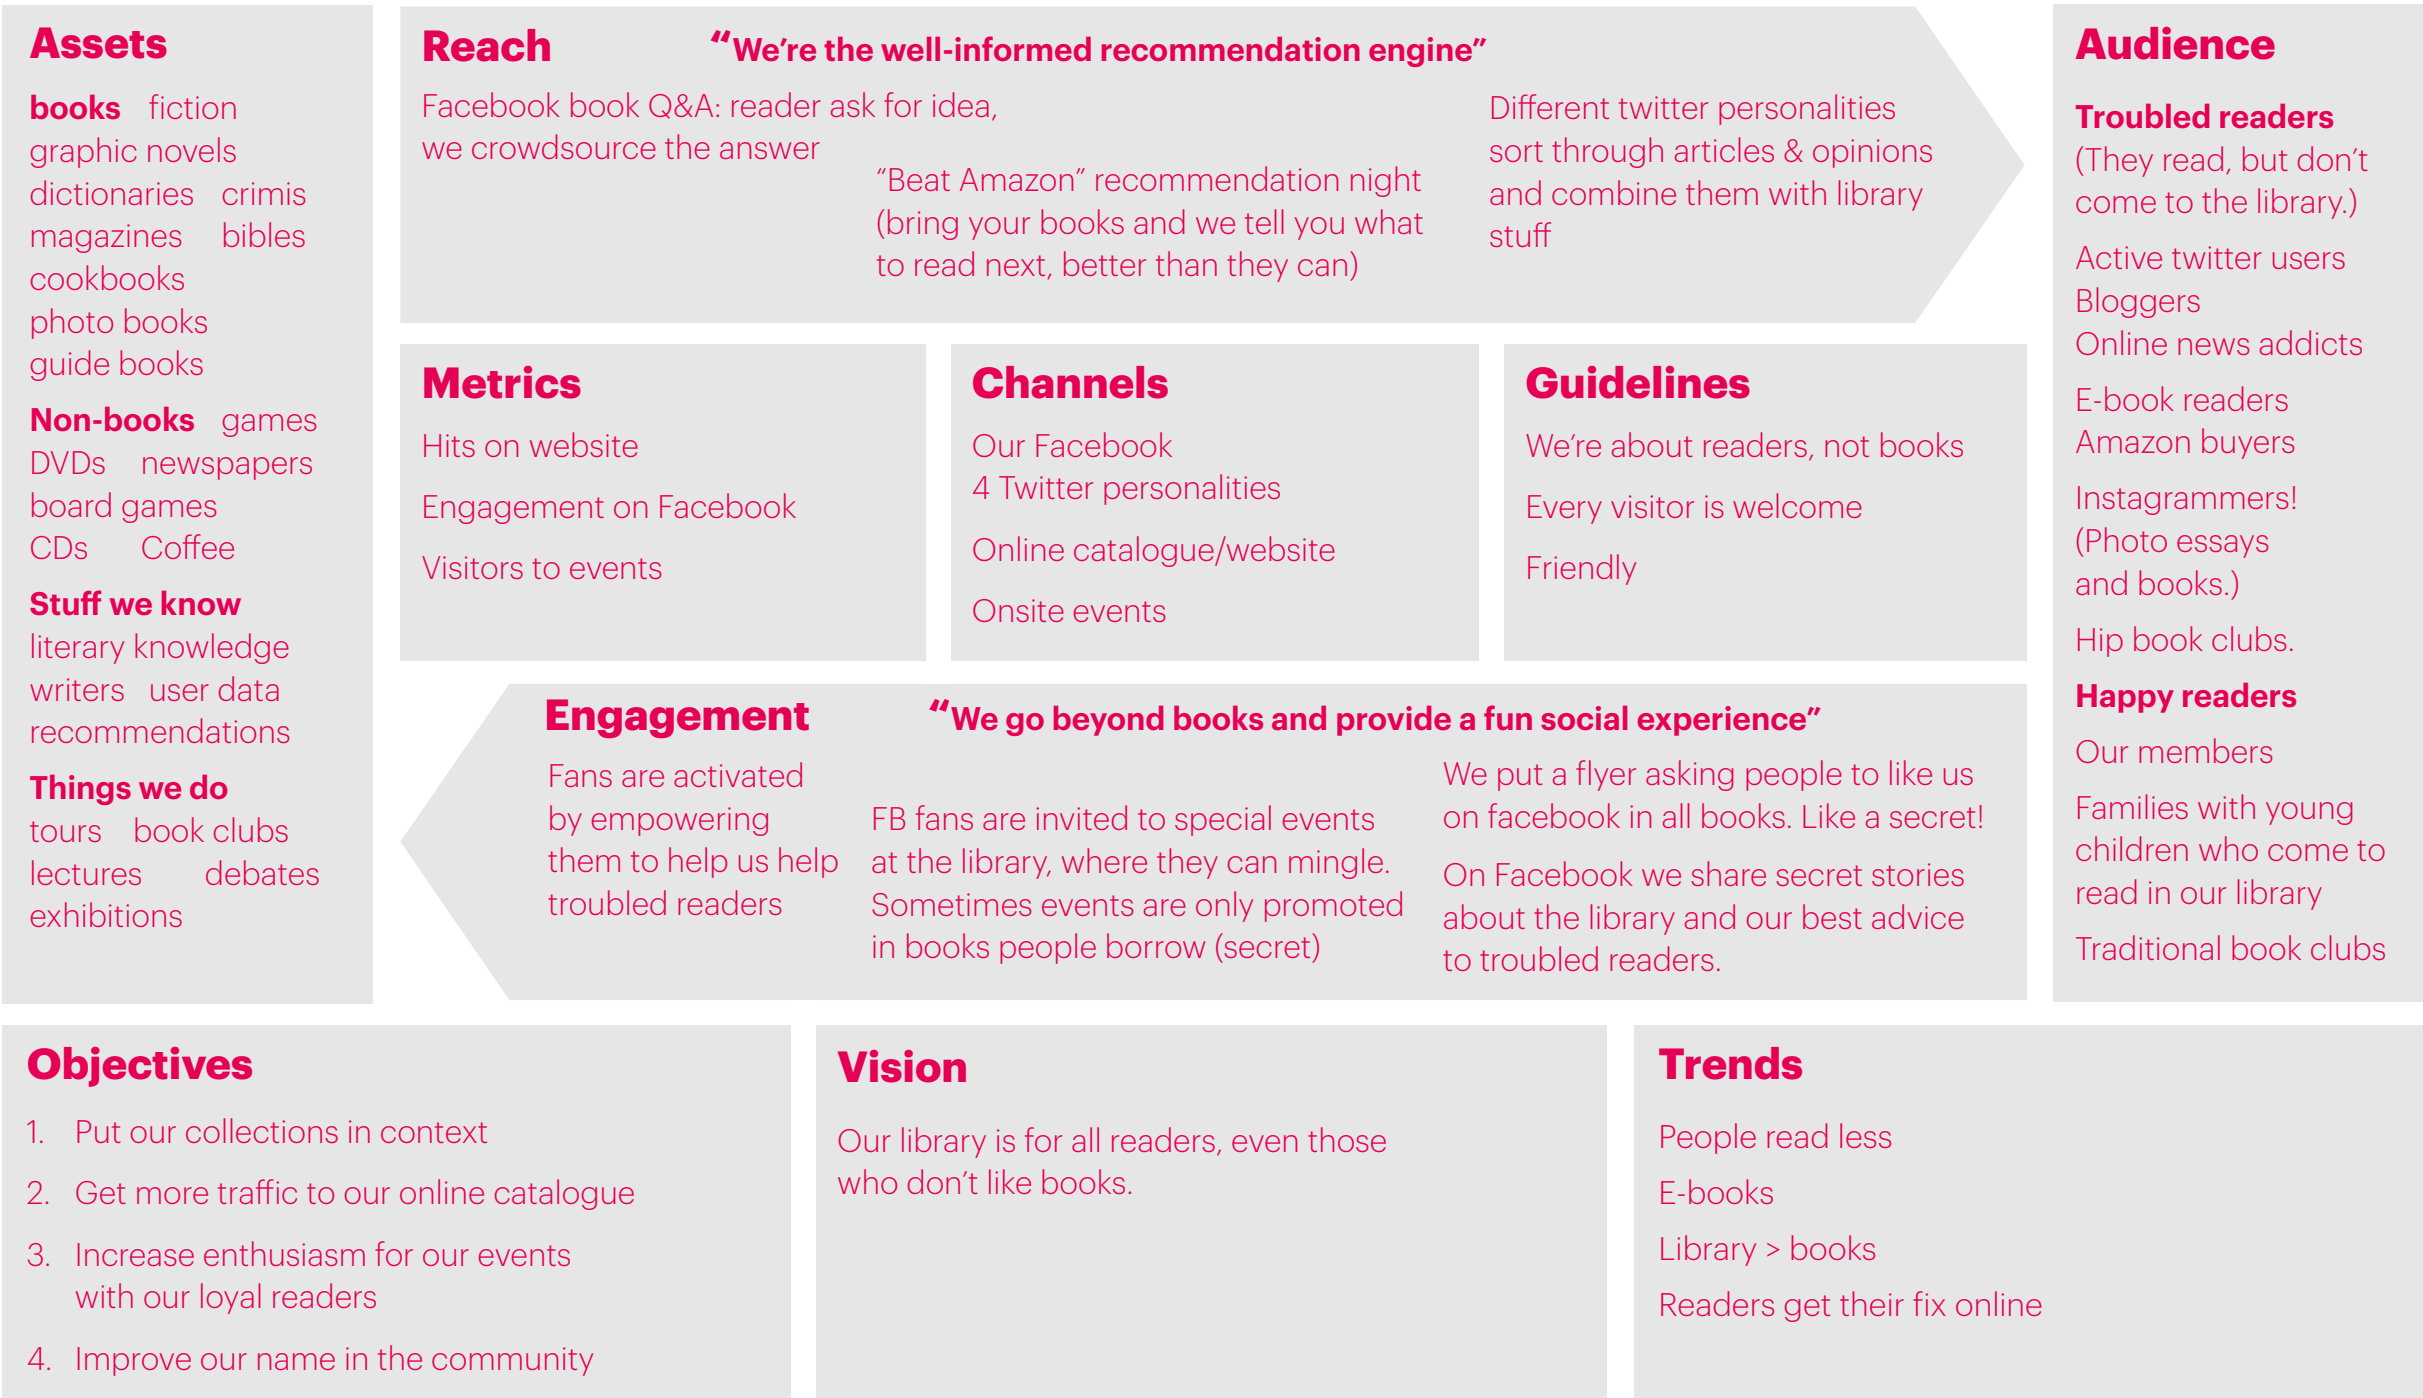 Assets
books fiction
graphic novels
dictionaries crimis
magazines bibles
cookbooks
photo books
guide books
Non-books games
DVDs newspapers
board games
CDs Coffee
Stuff we know
literary knowledge
writers user data
recommendations
Things we do
tours book clubs
lectures debates
exhibitions
Reach
“We’re the well-informed recommendation engine”
Facebook book Q&A: reader ask for idea,
we crowdsource the answer
“Beat Amazon” recommendation night
(bring your books and we tell you what
to read next, better than they can)
Different twitter personalities
sort through articles & opinions
and combine them with library
stuff
Metrics
Hits on website
Engagement on Facebook
Visitors to events
Channels
Our Facebook
4 Twitter personalities
Online catalogue/website
Onsite events
Guidelines
We’re about readers, not books
Every visitor is welcome
Friendly
Engagement
“We go beyond books and provide a fun social experience”
Fans are activated
by empowering
them to help us help
troubled readers
FB fans are invited to special events
at the library, where they can mingle.
Sometimes events are only promoted
in books people borrow (secret)
We put a flyer asking people to like us
on facebook in all books. Like a secret!
On Facebook we share secret stories
about the library and our best advice
to troubled readers.
Audience
Troubled readers
(They read, but don’t
come to the library.)
Active twitter users
Bloggers
Online news addicts
E-book readers
Amazon buyers
Instagrammers!
(Photo essays
and books.)
Hip book clubs.
Happy readers
Our members
Families with young
children who come to
read in our library
Traditional book clubs
Objectives
1. Put our collections in context
2. Get more traffic to our online catalogue
3. Increase enthusiasm for our events
with our loyal readers
4. Improve our name in the community
Vision
Our library is for all readers, even those
who don’t like books.
Trends
People read less
E-books
Library > books
Readers get their fix online